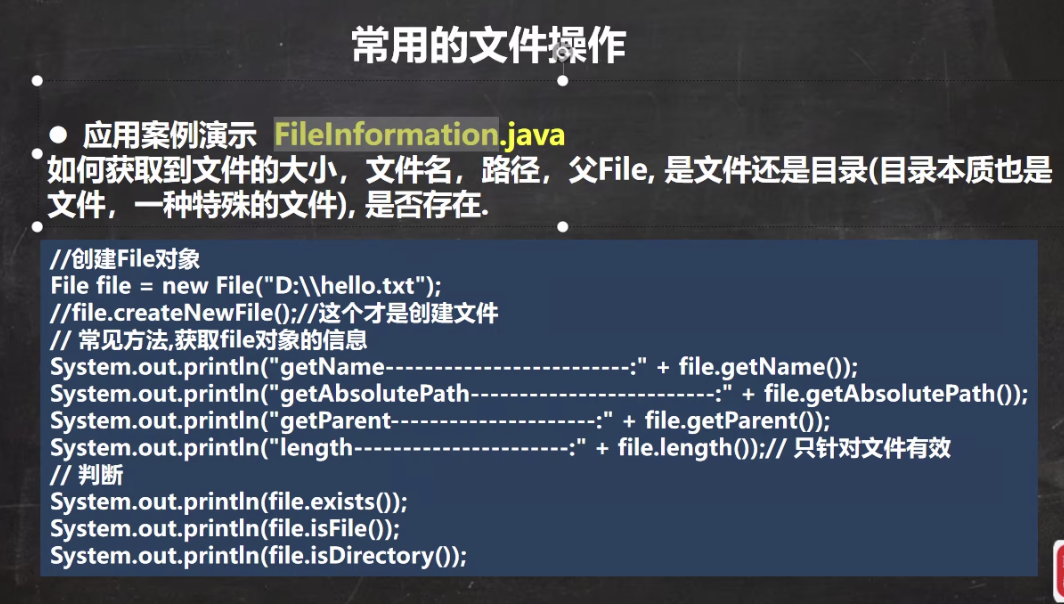 常用的文件操作
● 应用案例演示 FileInformation.java
如何获取到文件的大小，文件名，路径，父File, 是文件还是目录(目录本质也是
文件，一种特殊的文件), 是否存在.
//创建File对象
File file = new File("D:\\hello.txt");
//file.createNewFile();//这个才是创建文件
// 常见方法,获取file对象的信息
System.out.println("getName-------------------------:" + file.getName());
System.out.println("getAbsolutePath-------------------------:" + file.getAbsolutePath());
System.out.println("getParent---------------------:" + file.getParent());
System.out.println("length----------------------:" + file.length());// 只针对文件有效
// 判断
System.out.println(file.exists());
System.out.println(file.isFile());
System.out.println(file.isDirectory());